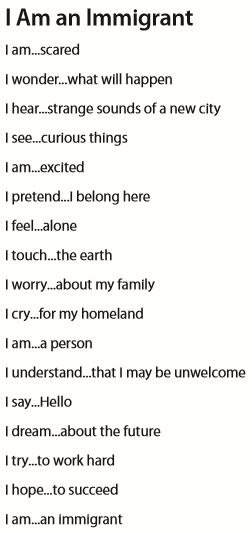 I Am an Immigrant
I am...scared
I wonder...what will happen
I hear...strange sounds of a new city
I see...curious things
I am...excited
I pretend...I belong here
I feel...alone
I touch...the earth
I worry...about my family
I cry...for my homeland
I am...a person
I understand...that I may be unwelcome
I say...Hello
I dream...about the future
I try...to work hard
I hope...to succeed
I am...an immigrant